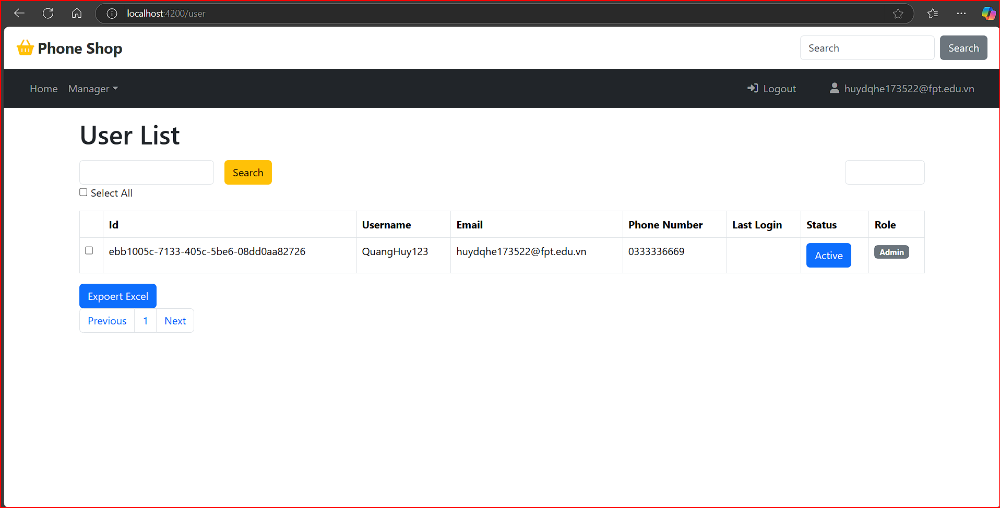 localhost:4200/user
Phone Shop
Search
Search
Home
Manager
Logout
huydqhe173522@fpt.edu.vn
User List
Search
Select All
Id Username Email Phone Number Last Login Status Role
ebb1005c-7133-405c-5be6-08dd0aa82726 QuangHuy123 huydqhe173522@fpt.edu.vn 0333336669 Active Admin
Expoert Excel
Previous 1 Next